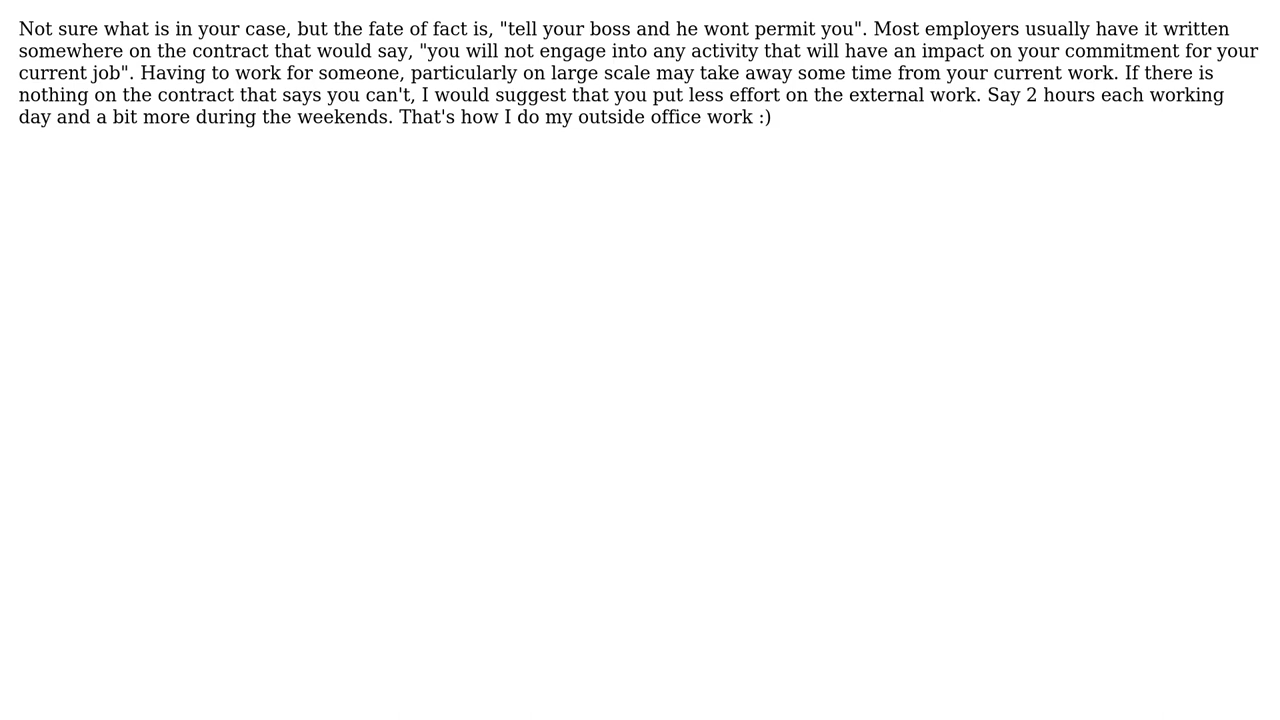 Not sure what is in your case, but the fate of fact is, "tell your boss and he wont permit you". Most employers usually have it written
somewhere on the contract that would say, "you will not engage into any activity that will have an impact on your commitment for your
current job". Having to work for someone, particularly on large scale may take away some time from your current work. If there is
nothing on the contract that says you can't, I would suggest that you put less effort on the external work. Say 2 hours each working
day and a bit more during the weekends. That's how I do my outside office work :)